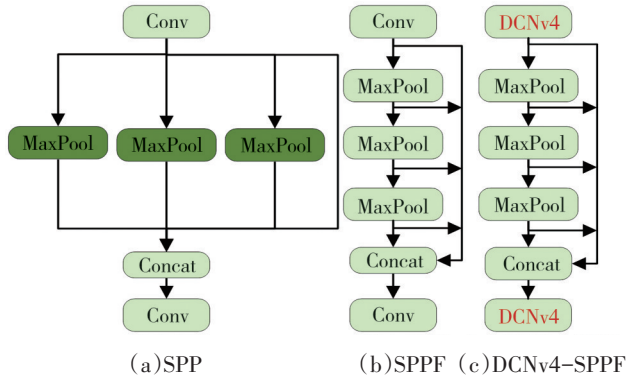 Conv
MaxPool
MaxPool
MaxPool
Concat
Conv
(a)SPP
Conv
MaxPool
MaxPool
MaxPool
Concat
Conv
(b)SPPF
DCNv4
MaxPool
MaxPool
MaxPool
Concat
DCNv4
(c)DCNv4-SPPF